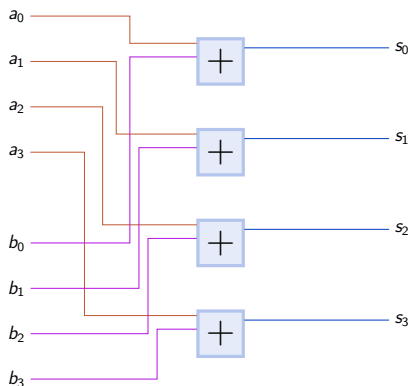 a₀
s₀
+
a₁
a₂
s₁
+
a₃
b₀
s₂
+
b₁
b₂
s₃
+
b₃